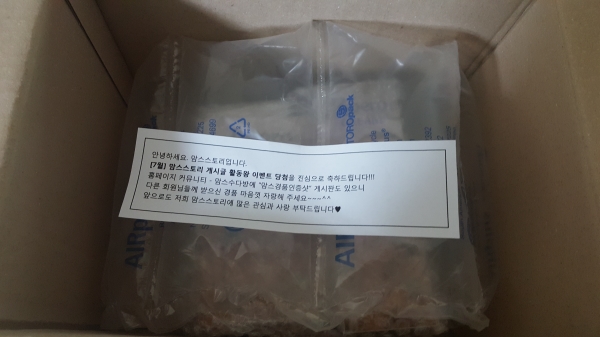 안녕하세요. 맘스스토리입니다.
[7월] 맘스스토리 게시글 활동왕 이벤트 당첨을 진심으로 축하드립니다!!!
홈페이지 커뮤니티 - 맘스수다방에 "맘스경품인증샷" 게시판도 있으니
다른 회원님들께 받으신 경품 마음껏 자랑해 주세요~~~^^
앞으로도 저희 맘스스토리에 많은 관심과 사랑 부탁드립니다♥
STOROpack
AIR
AIR